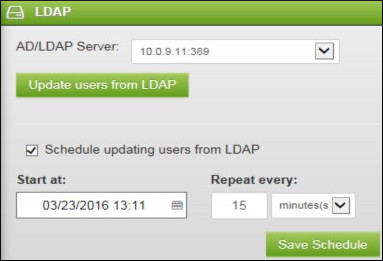 LDAP
AD/LDAP Server: 10.0.9.11:389
Update users from LDAP
Schedule updating users from LDAP
Start at: Repeat every:
03/23/2016 13:11 15 minutes(s
Save Schedule